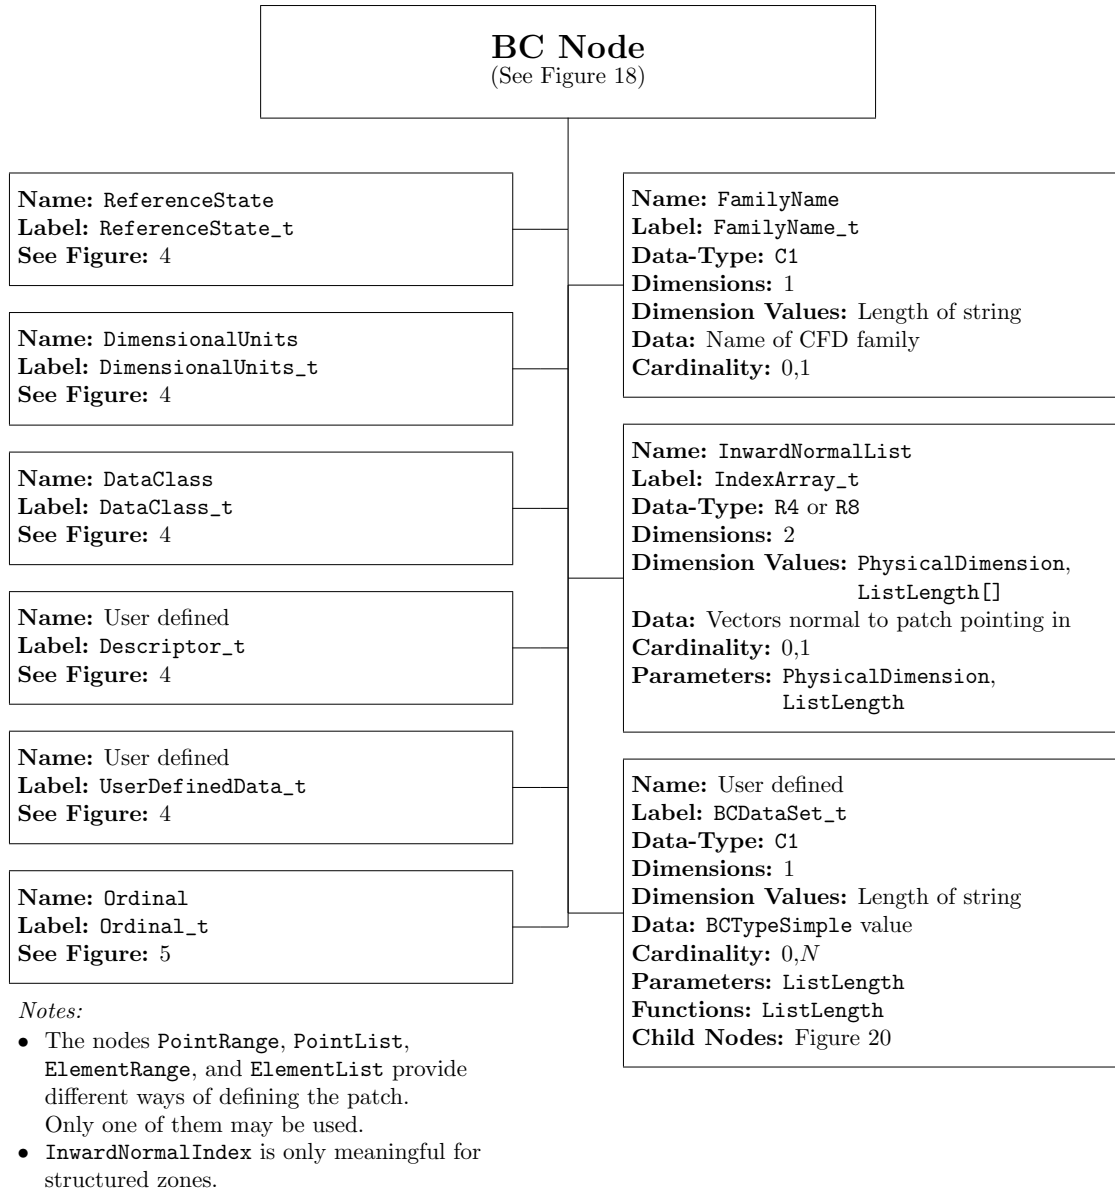 BC Node
(See Figure 18)
Name: ReferenceState
Label: ReferenceState_t
See Figure: 4
Name: DimensionalUnits
Label: DimensionalUnits_t
See Figure: 4
Name: DataClass
Label: DataClass_t
See Figure: 4
Name: User defined
Label: Descriptor_t
See Figure: 4
Name: User defined
Label: UserDefinedData_t
See Figure: 4
Name: Ordinal
Label: Ordinal_t
See Figure: 5
Name: FamilyName
Label: FamilyName_t
Data-Type: C1
Dimensions: 1
Dimension Values: Length of string
Data: Name of CFD family
Cardinality: 0,1
Name: InwardNormalList
Label: IndexArray_t
Data-Type: R4 or R8
Dimensions: 2
Dimension Values: PhysicalDimension,
ListLength[]
Data: Vectors normal to patch pointing in
Cardinality: 0,1
Parameters: PhysicalDimension,
ListLength
Name: User defined
Label: BCDataSet_t
Data-Type: C1
Dimensions: 1
Dimension Values: Length of string
Data: BCTypeSimple value
Cardinality: 0,N
Parameters: ListLength
Functions: ListLength
Child Nodes: Figure 20
Notes:
• The nodes PointRange, PointList,
ElementRange, and ElementList provide
different ways of defining the patch.
Only one of them may be used.
• InwardNormalIndex is only meaningful for
structured zones.